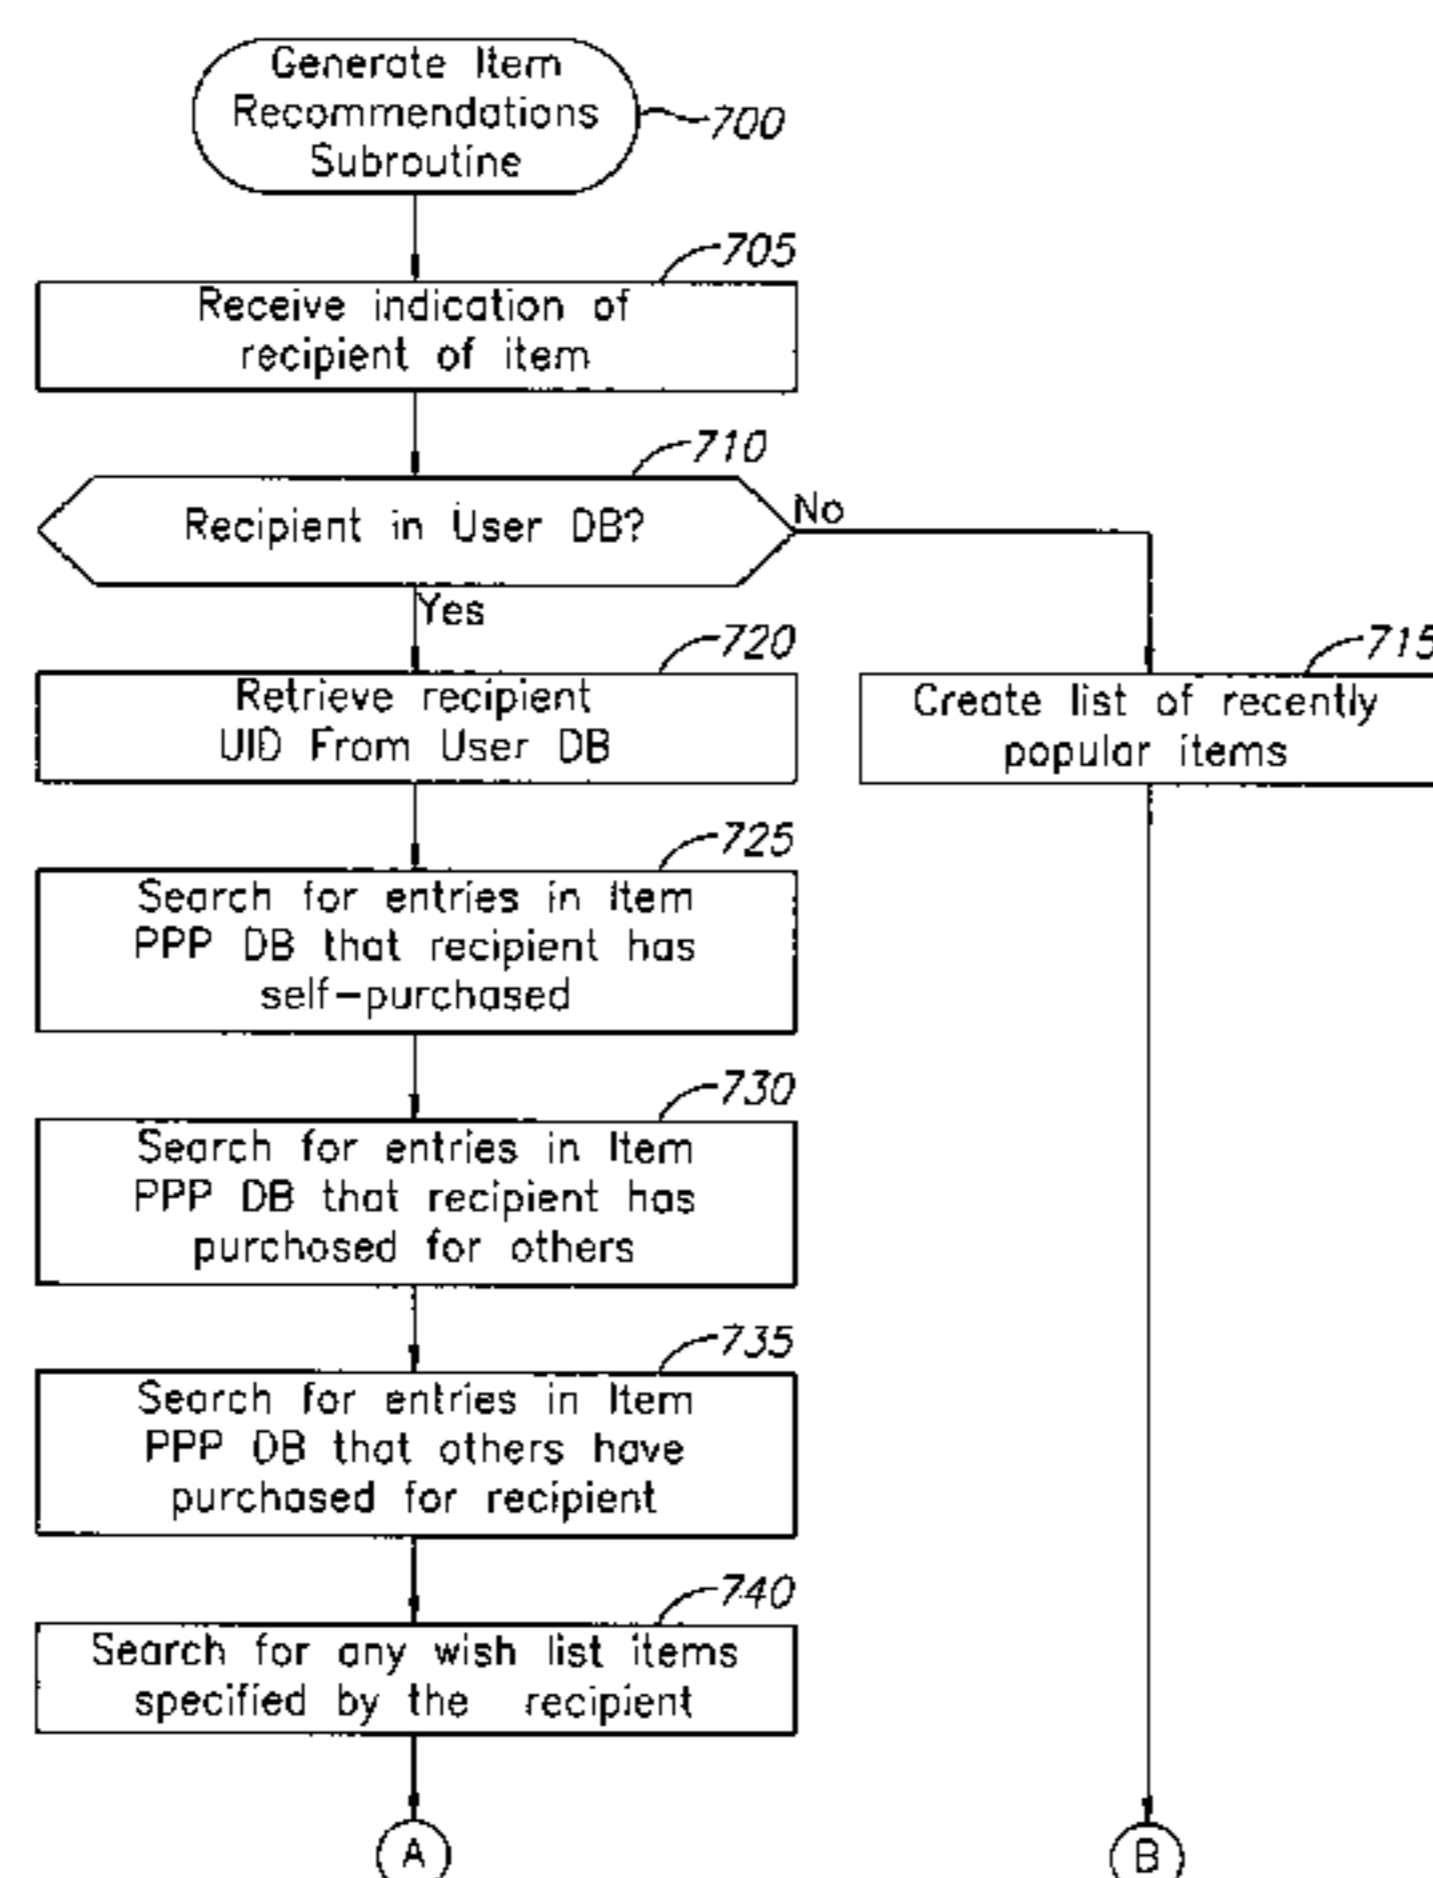 Generate Item
Recommendations
Subroutine
700
705
Receive indication of
recipient of item
710
Recipient in User DB?
No
Yes
720
Retrieve recipient
UID From User DB
715
Create list of recently
popular items
725
Search for entries in Item
PPP DB that recipient has
self-purchased
730
Search for entries in Item
PPP DB that recipient has
purchased for others
735
Search for entries in Item
PPP DB that others have
purchased for recipient
740
Search for any wish list items
specified by the recipient
A
B